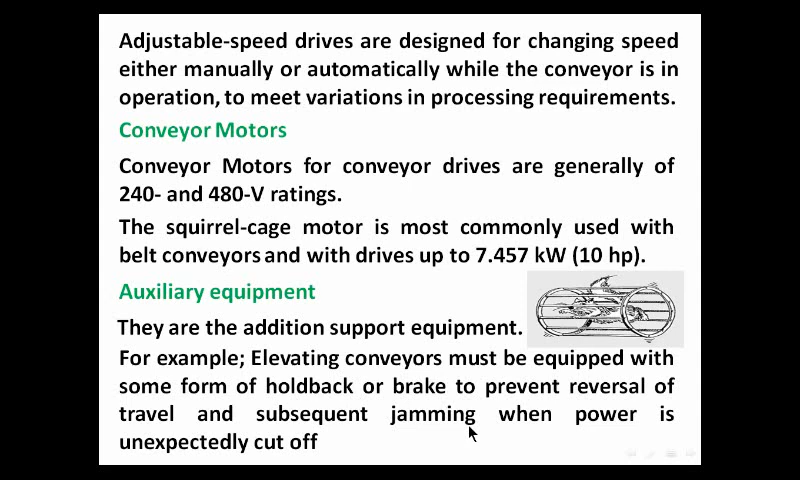 Adjustable-speed drives are designed for changing speed
either manually or automatically while the conveyor is in
operation, to meet variations in processing requirements.
Conveyor Motors
Conveyor Motors for conveyor drives are generally of
240- and 480-V ratings.
The squirrel-cage motor is most commonly used with
belt conveyors and with drives up to 7.457 kW (10 hp).
Auxiliary equipment
They are the addition support equipment.
For example; Elevating conveyors must be equipped with
some form of holdback or brake to prevent reversal of
travel and subsequent jamming when power is
unexpectedly cut off